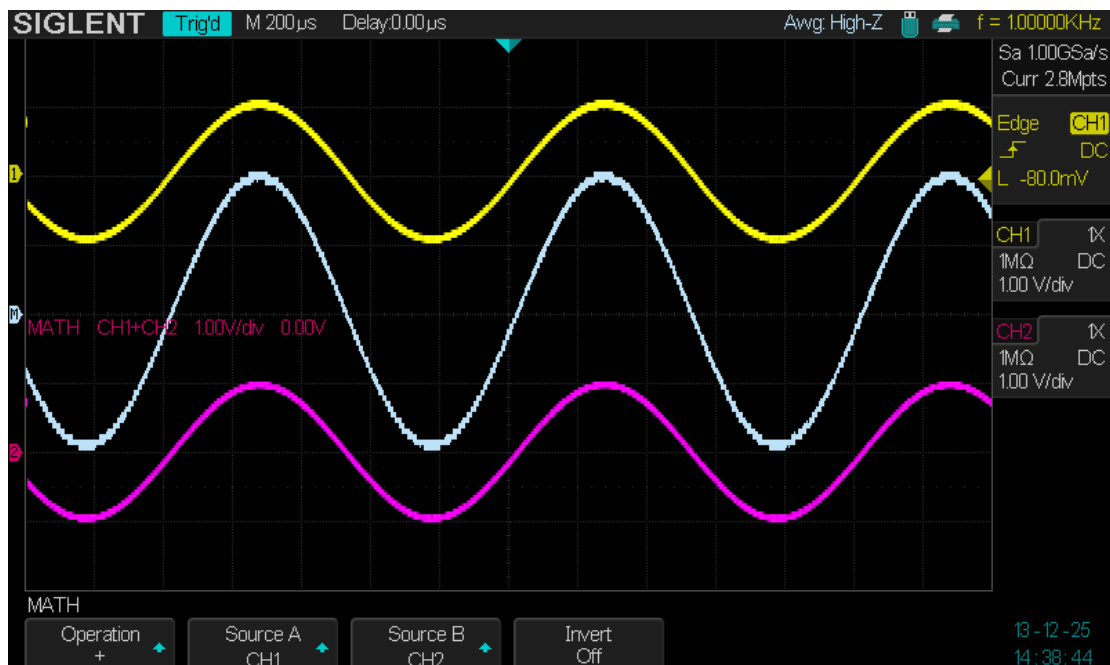 SIGLENT Trig'd M 200µs Delay:0.00µs Awg: High-Z f = 1.00000KHz
Sa 1.00GSa/s
Curr 2.8Mpts
Edge CH1
DC
L -80.0mV
1
CH1 1X
1MΩ DC
1.00 V/div
M
MATH CH1+CH2 1.00V/div 0.00V
CH2 1X
1MΩ DC
1.00 V/div
2
MATH
Operation Source A Source B Invert
+ CH1 CH2 Off
13-12-25
14:38:44